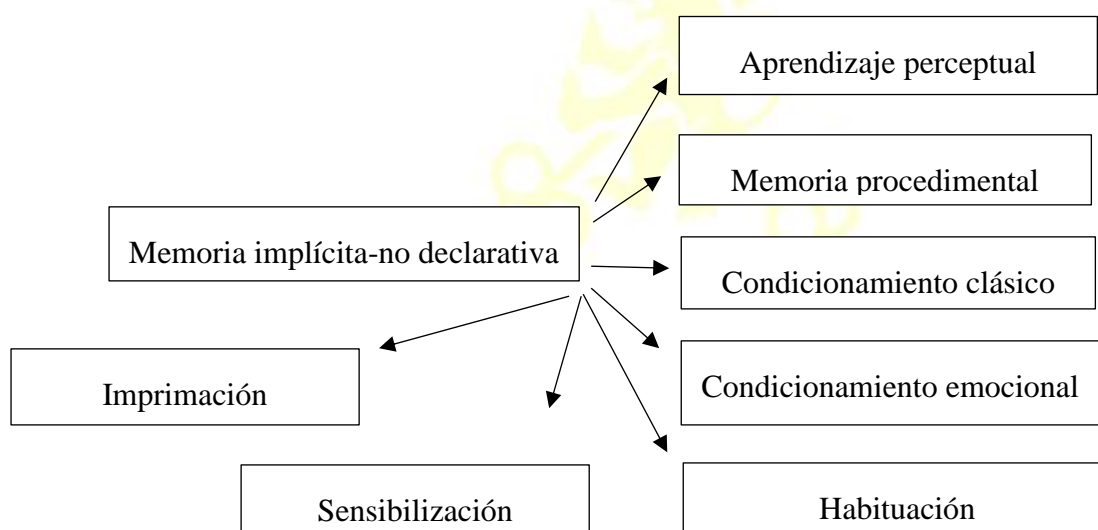 Aprendizaje perceptual
Memoria procedimental
Memoria implícita-no declarativa
Condicionamiento clásico
Imprimación
Condicionamiento emocional
Sensibilización
Habituación